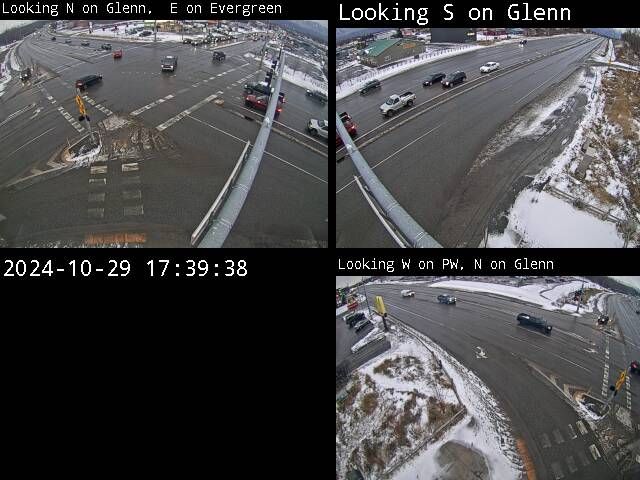 Looking N on Glenn, E on Evergreen
Looking S on Glenn
2024-10-29 17:39:38
Looking W on PW, N on Glenn